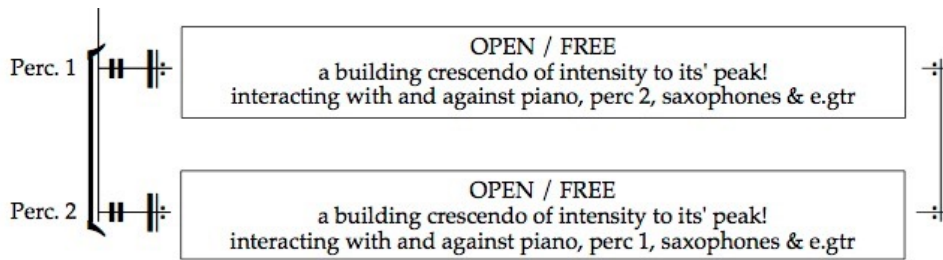 Perc. 1
OPEN / FREE
a building crescendo of intensity to its' peak!
interacting with and against piano, perc 2, saxophones & e.gtr
Perc. 2
OPEN / FREE
a building crescendo of intensity to its' peak!
interacting with and against piano, perc 1, saxophones & e.gtr